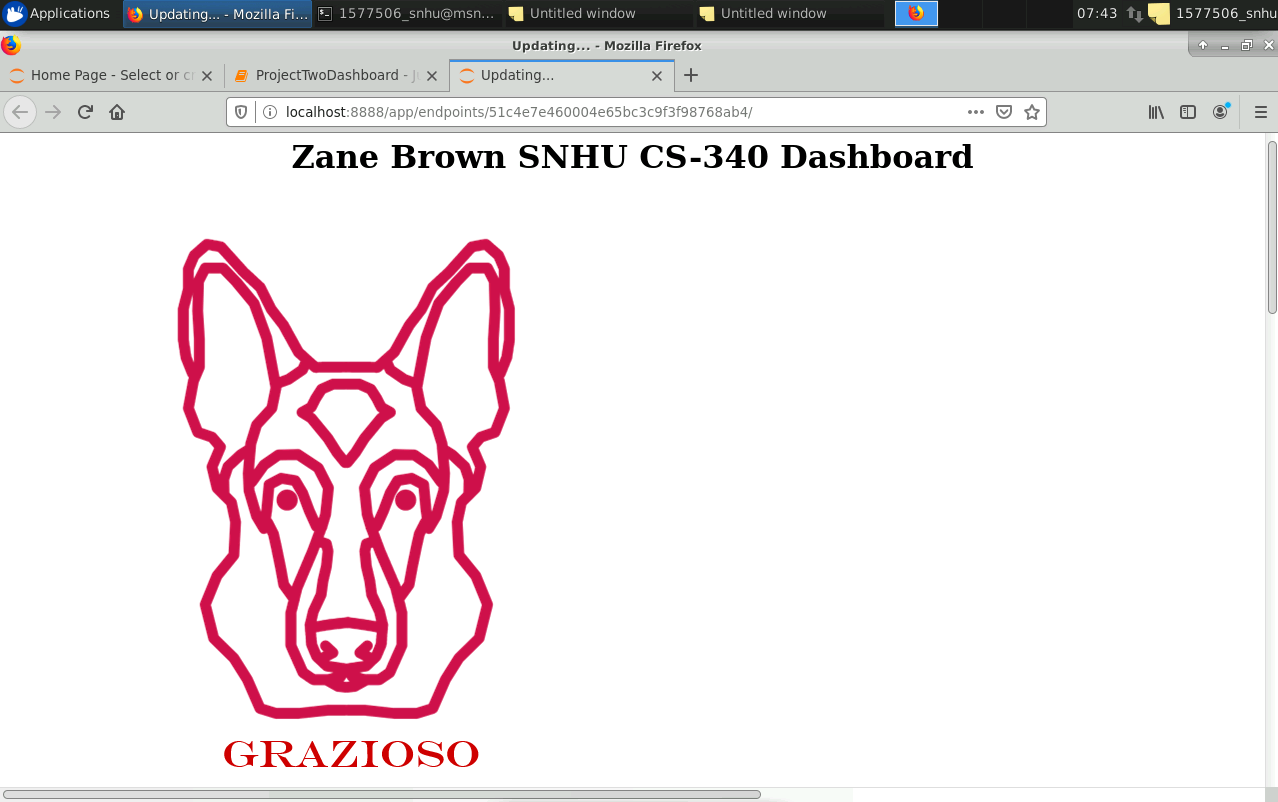 Applications
Updating... - Mozilla Fi...
1577506_snhu@msn...
Untitled window
Untitled window
07:43
1577506_snhu
Updating... - Mozilla Firefox
Home Page - Select or
ProjectTwoDashboard -
Updating...
localhost:8888/app/endpoints/51c4e7e460004e65bc3c9f3f98768ab4/
Zane Brown SNHU CS-340 Dashboard
GRAZIOSO